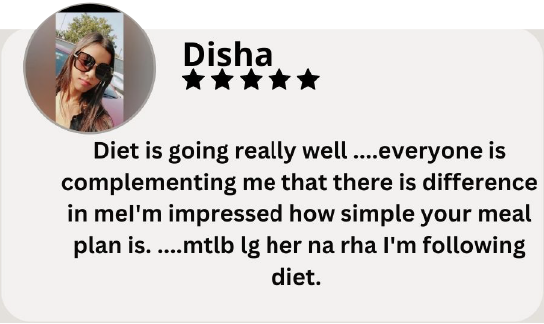 Disha
Diet is going really well ....everyone is
complementing me that there is difference
in meI'm impressed how simple your meal
plan is. ....mtlb lg her na rha I'm following
diet.